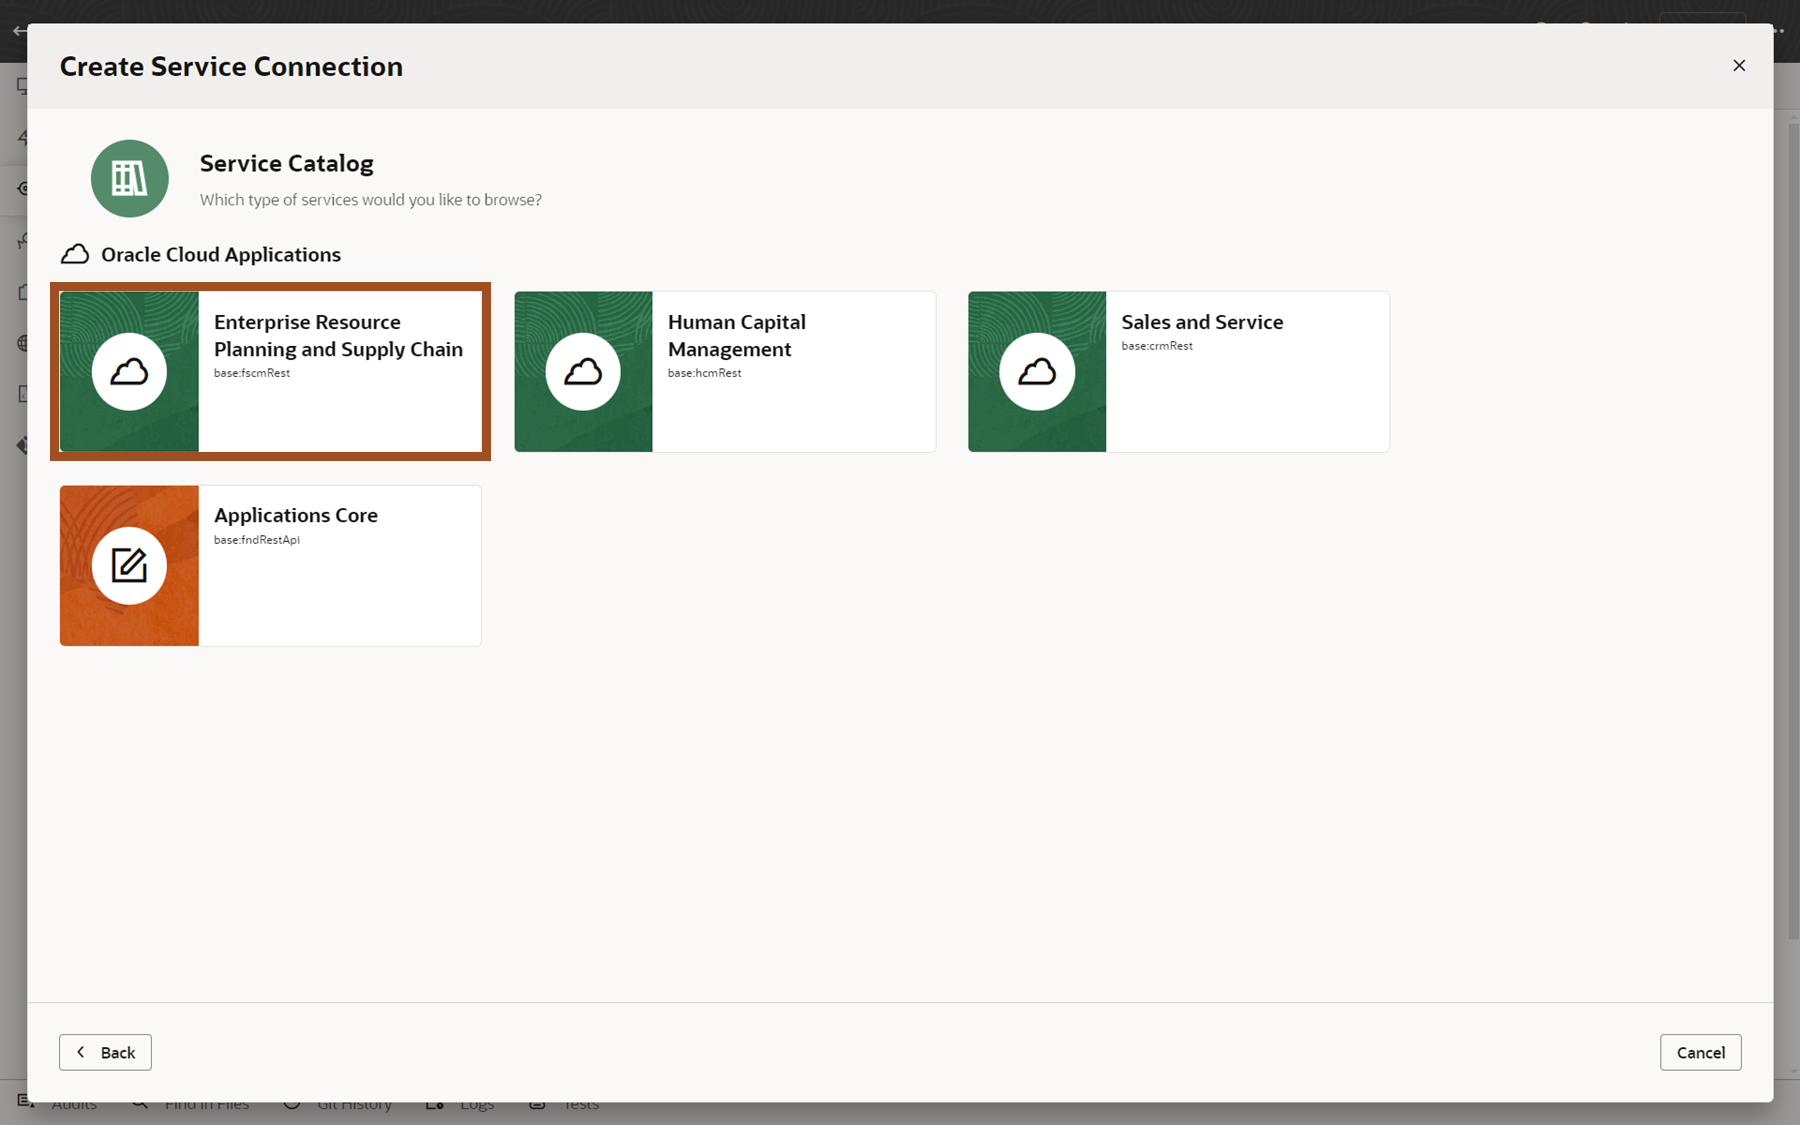 Create Service Connection
Service Catalog
Which type of services would you like to browse?
Oracle Cloud Applications
Enterprise Resource
Planning and Supply Chain
base:fscmRest
Human Capital
Management
base:hcmRest
Sales and Service
base:crmRest
Applications Core
base:fndRestApi
Back
Cancel
Audits
Find in Files
Git History
Logs
Tests